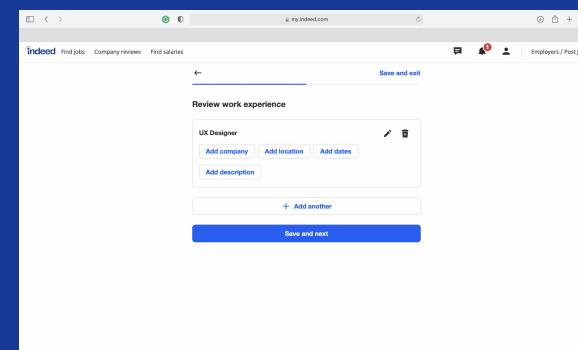 my.indeed.com
indeed Find jobs Company reviews Find salaries 1 Employers / Post j
Save and exit
Review work experience
UX Designer
Add company Add location Add dates
Add description
+ Add another
Save and next